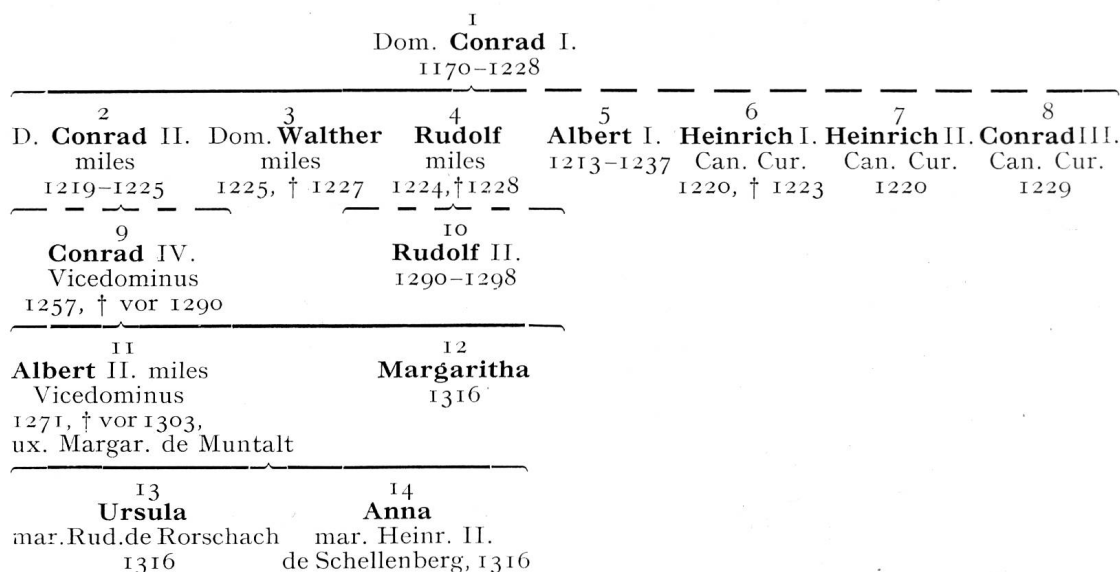 1
Dom. Conrad I.
1170–1228
2 3 4 5 6 7 8
D. Conrad II. Dom. Walther Rudolf Albert I. Heinrich I. Heinrich II. Conrad III.
miles miles miles 1213–1237 Can. Cur. Can. Cur. Can. Cur.
1219–1225 1225, † 1227 1224, † 1228 1220, † 1223 1220 1229
9 10
Conrad IV. Rudolf II.
Vicedominus 1290–1298
1257, † vor 1290
11 12
Albert II. miles Margaritha
Vicedominus 1316
1271, † vor 1303,
ux. Margar. de Muntalt
13 14
Ursula Anna
mar. Rud. de Rorschach mar. Heinr. II.
1316 de Schellenberg, 1316